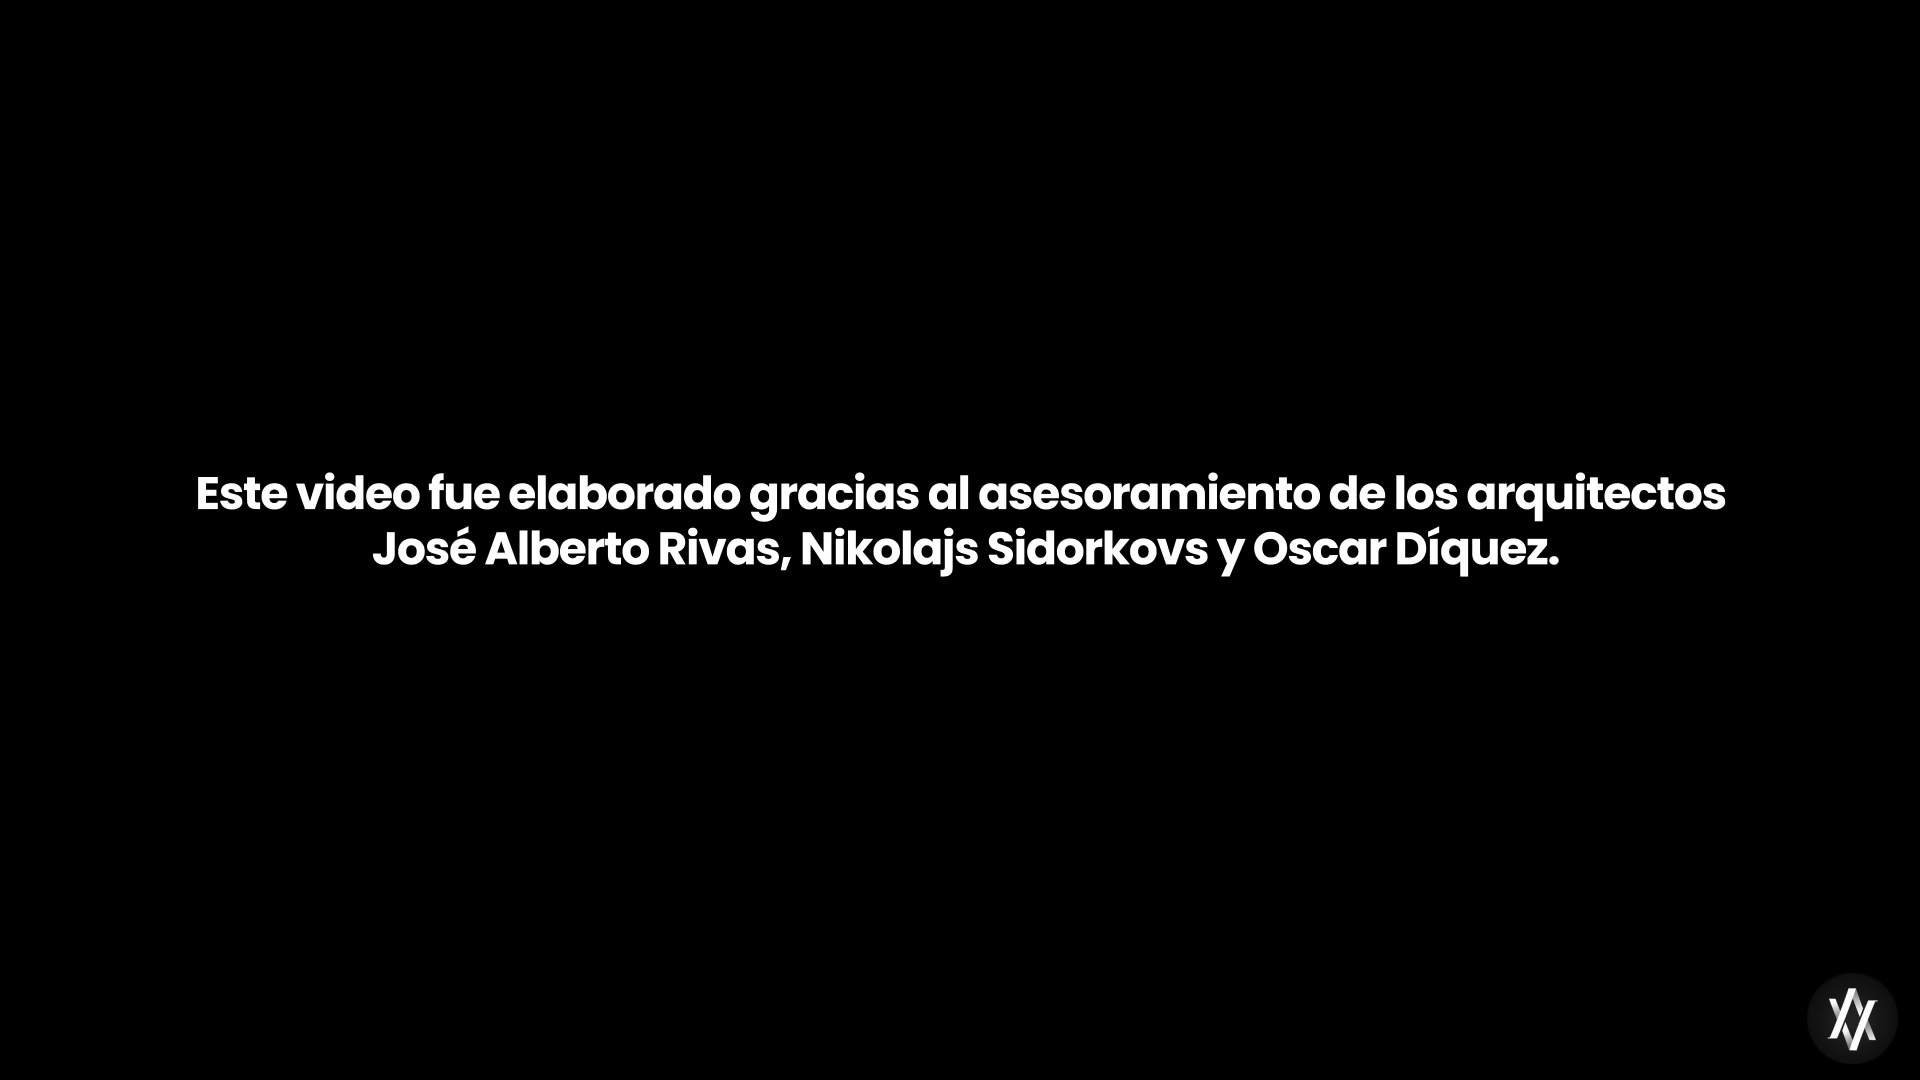 Este video fue elaborado gracias al asesoramiento de los arquitectos
José Alberto Rivas, Nikolajs Sidorkovs y Oscar Díquez.